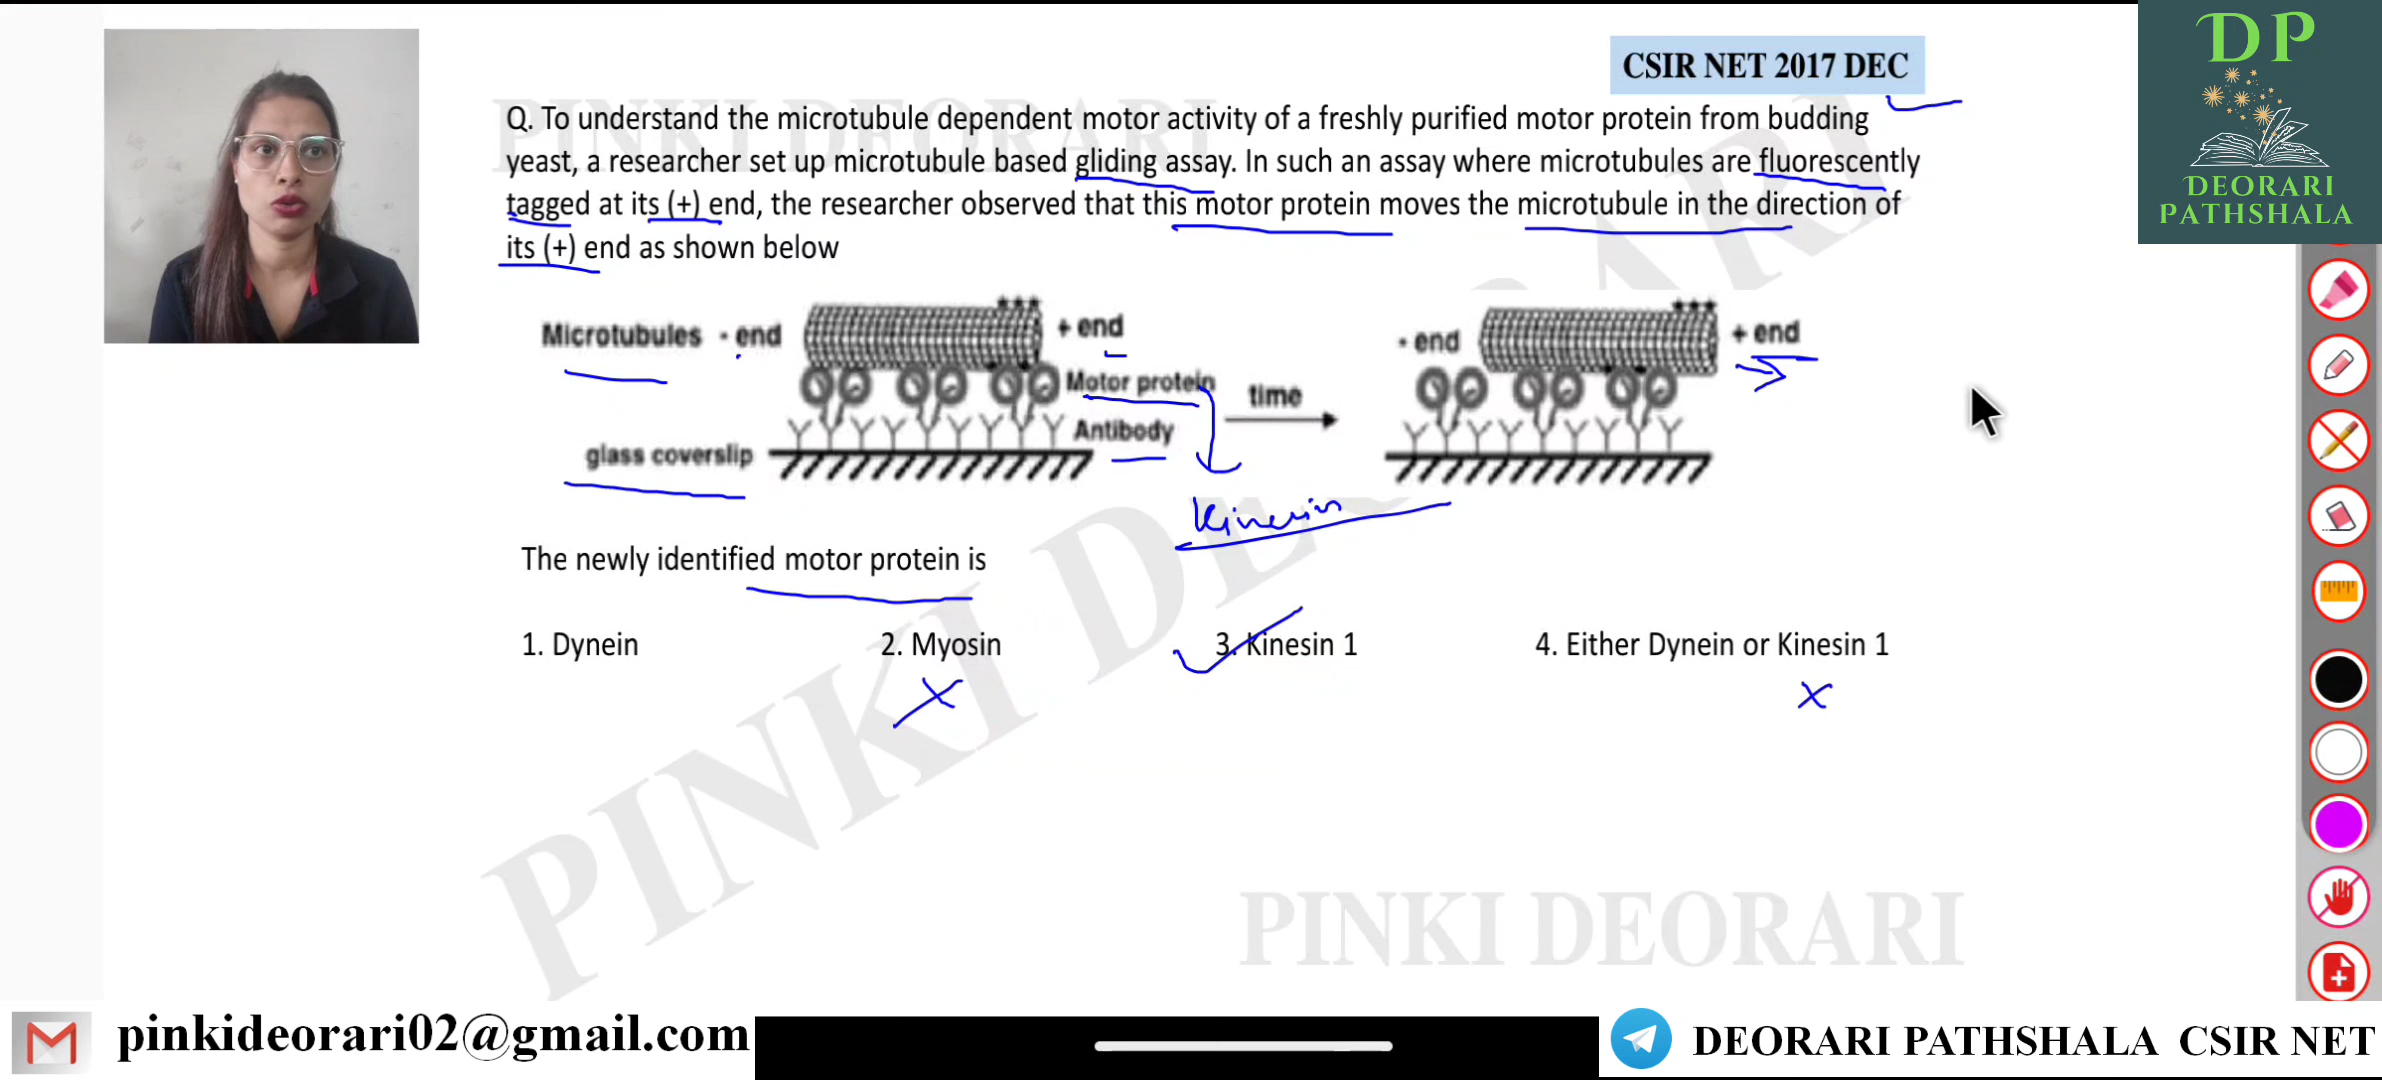 DP
DEORARI
PATHSHALA
CSIR NET 2017 DEC
PINKI DEORARI
Q. To understand the microtubule dependent motor activity of a freshly purified motor protein from budding
yeast, a researcher set up microtubule based gliding assay. In such an assay where microtubules are fluorescently
tagged at its (+) end, the researcher observed that this motor protein moves the microtubule in the direction of
its (+) end as shown below
Microtubules - end
+ end
- end
+ end
Motor protein
time
Antibody
glass coverslip
Kinesin
The newly identified motor protein is
1. Dynein 2. Myosin 3. Kinesin 1 4. Either Dynein or Kinesin 1
PINKI DEORARI
PINKI DEORARI
pinkideorari02@gmail.com
DEORARI PATHSHALA CSIR NET